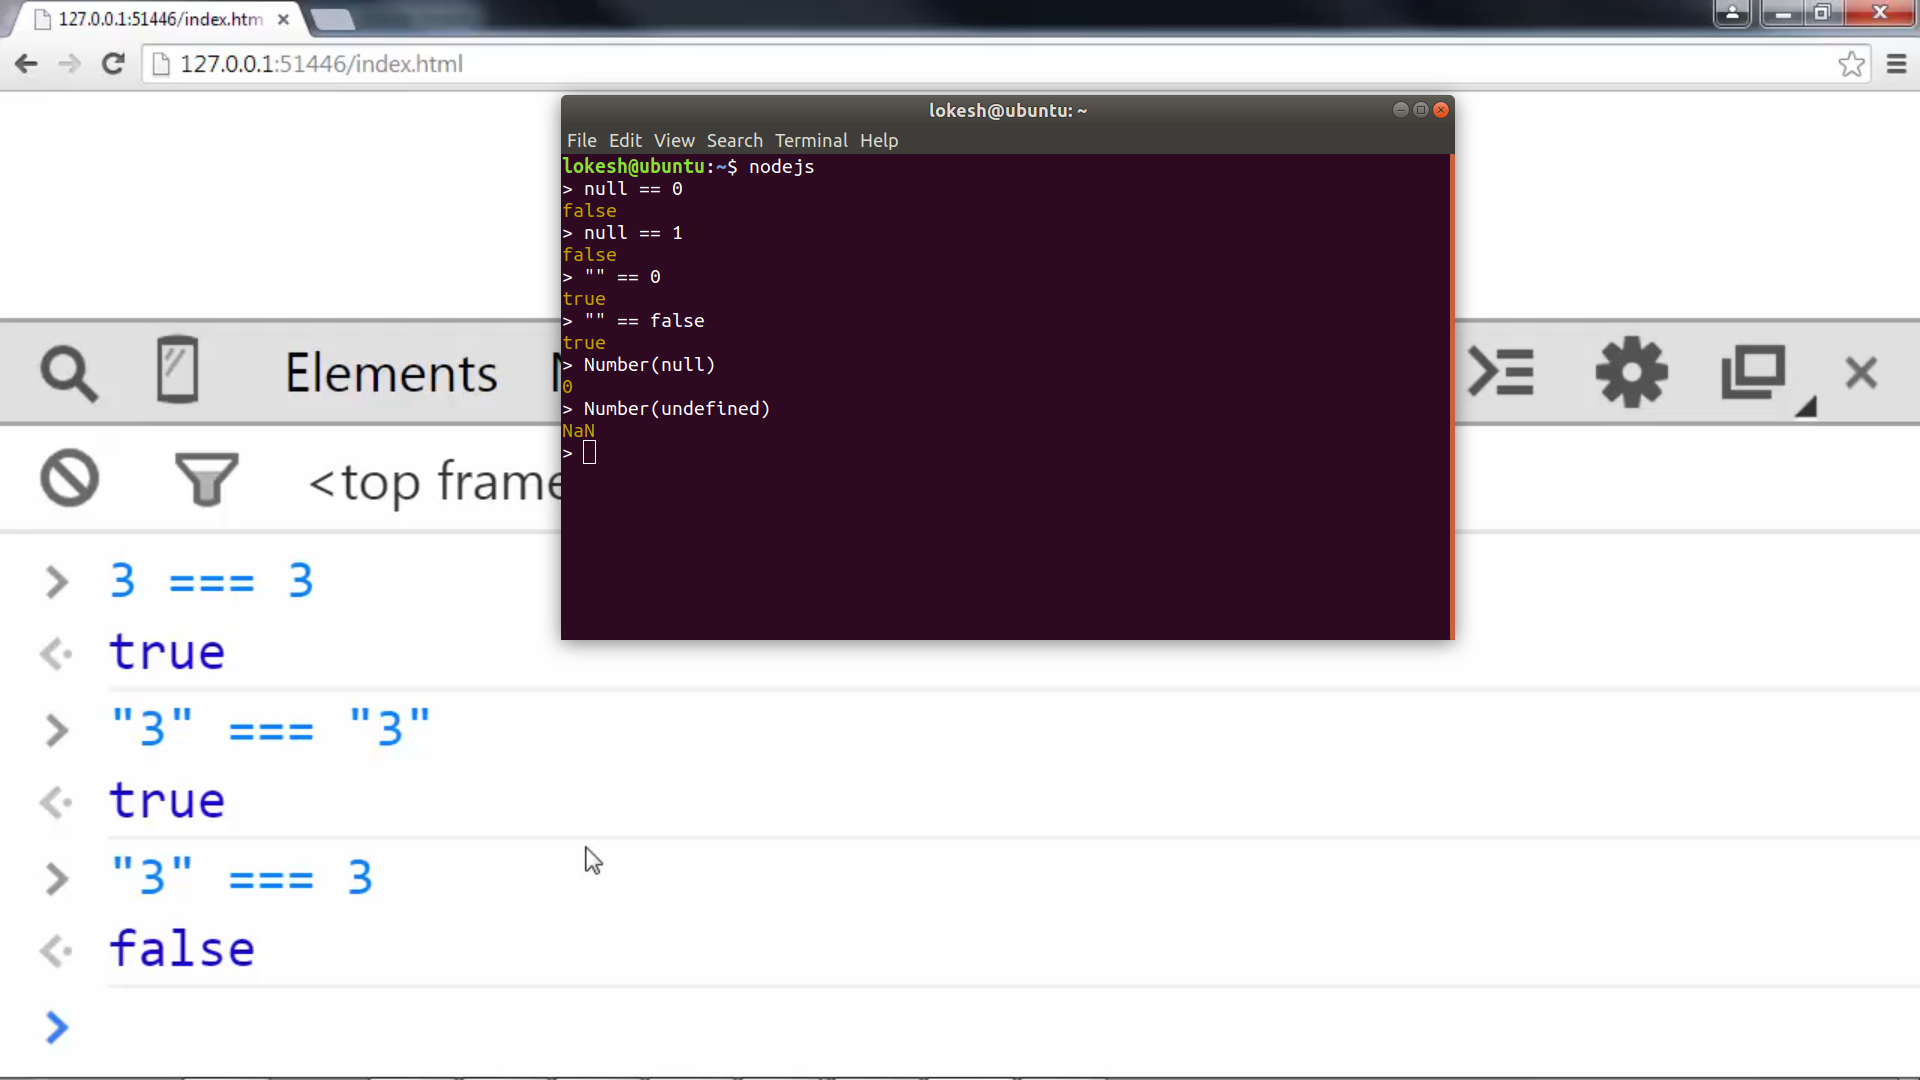 127.0.0.1:51446/index.htm
127.0.0.1:51446/index.html
lokesh@ubuntu: ~
File Edit View Search Terminal Help
lokesh@ubuntu:~$ nodejs
> null == 0
false
> null == 1
false
> "" == 0
true
> "" == false
true
> Number(null)
0
> Number(undefined)
NaN
>
Elements
<top frame
> 3 === 3
true
> "3" === "3"
true
> "3" === 3
false
>